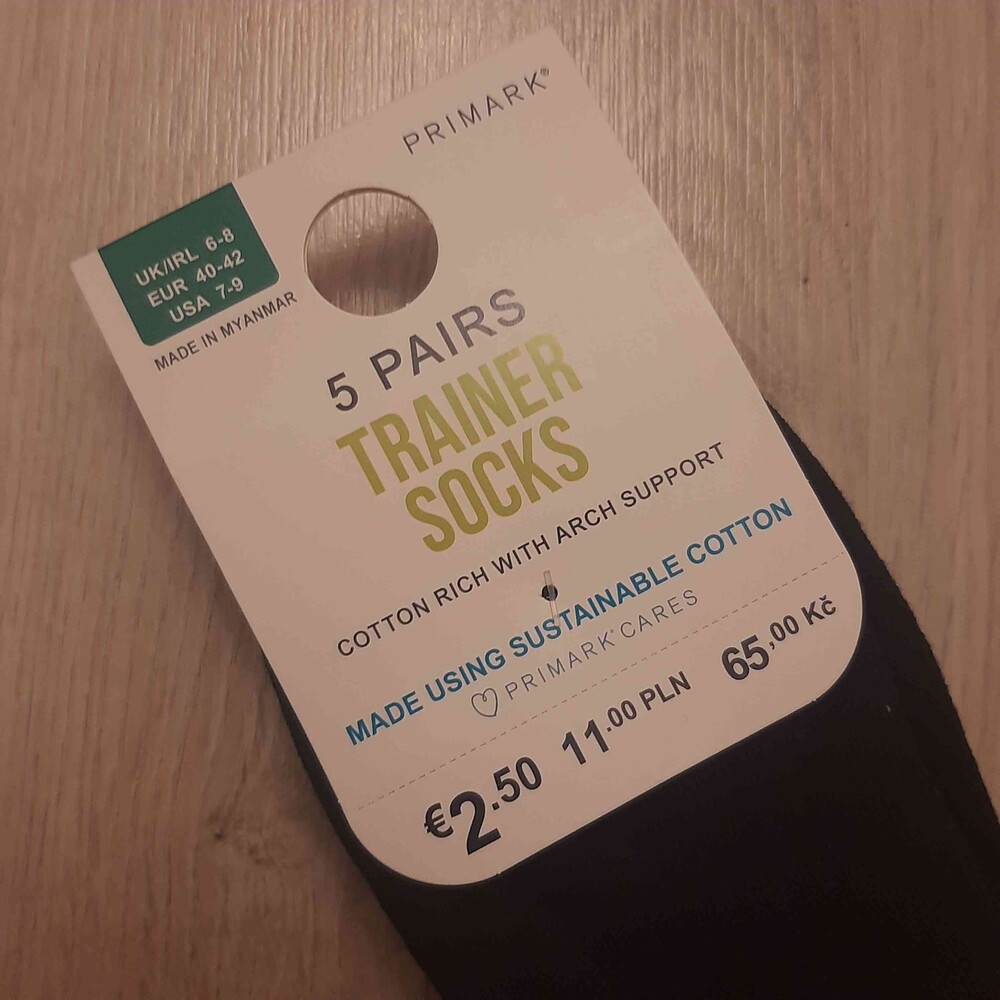 PRIMARK®
UK/IRL 6-8
EUR 40-42
USA 7-9
MADE IN MYANMAR
5 PAIRS
TRAINER
SOCKS
COTTON RICH WITH ARCH SUPPORT
MADE USING SUSTAINABLE COTTON
PRIMARK® CARES
€2.50 11.00 PLN 65,00 Kč